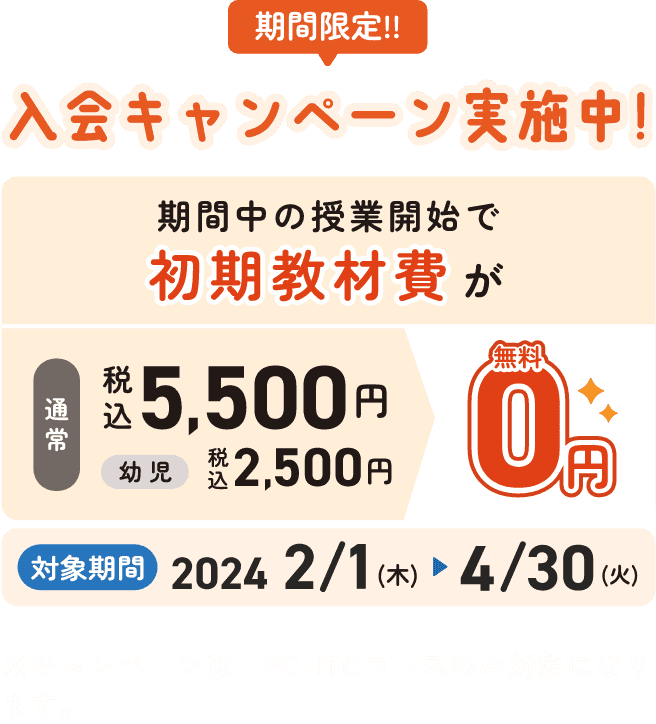 期間限定!!
入会キャンペーン実施中!
期間中の授業開始で
初期教材費が
通常
税込5,500円
幼児 税込2,500円
無料
0円
対象期間 2024 2/1(木) 4/30(火)